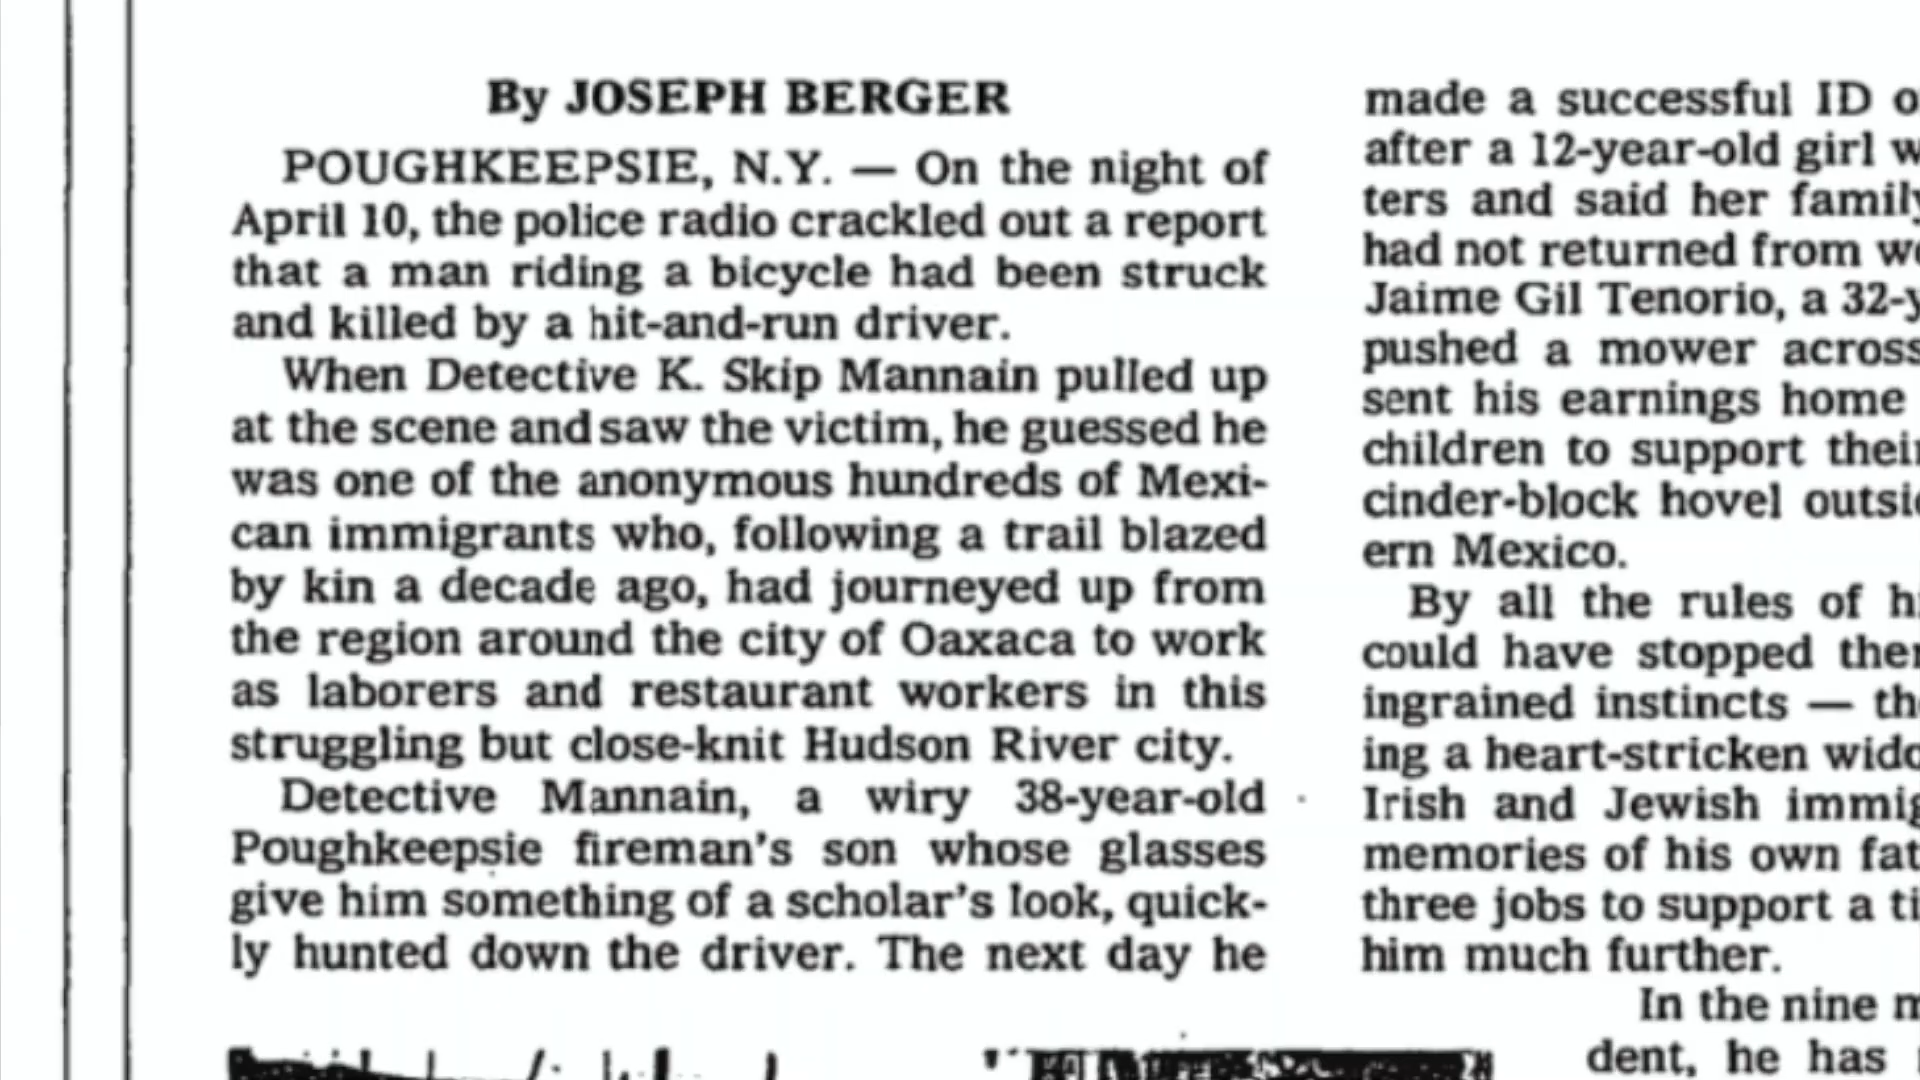 By JOSEPH BERGER
POUGHKEEPSIE, N.Y. — On the night of
April 10, the police radio crackled out a report
that a man riding a bicycle had been struck
and killed by a hit-and-run driver.
When Detective K. Skip Mannain pulled up
at the scene and saw the victim, he guessed he
was one of the anonymous hundreds of Mexi-
can immigrants who, following a trail blazed
by kin a decade ago, had journeyed up from
the region around the city of Oaxaca to work
as laborers and restaurant workers in this
struggling but close-knit Hudson River city.
Detective Mannain, a wiry 38-year-old
Poughkeepsie fireman's son whose glasses
give him something of a scholar's look, quick-
ly hunted down the driver. The next day he
made a successful ID
after a 12-year-old girl
ters and said her family
had not returned from
Jaime Gil Tenorio, a 32-
pushed a mower across
sent his earnings home
children to support their
cinder-block hovel
ern Mexico.
By all the rules of
could have stopped
ingrained instincts —
ing a heart-stricken
Irish and Jewish
memories of his own
three jobs to support a
him much further.
In the nine
dent, he has